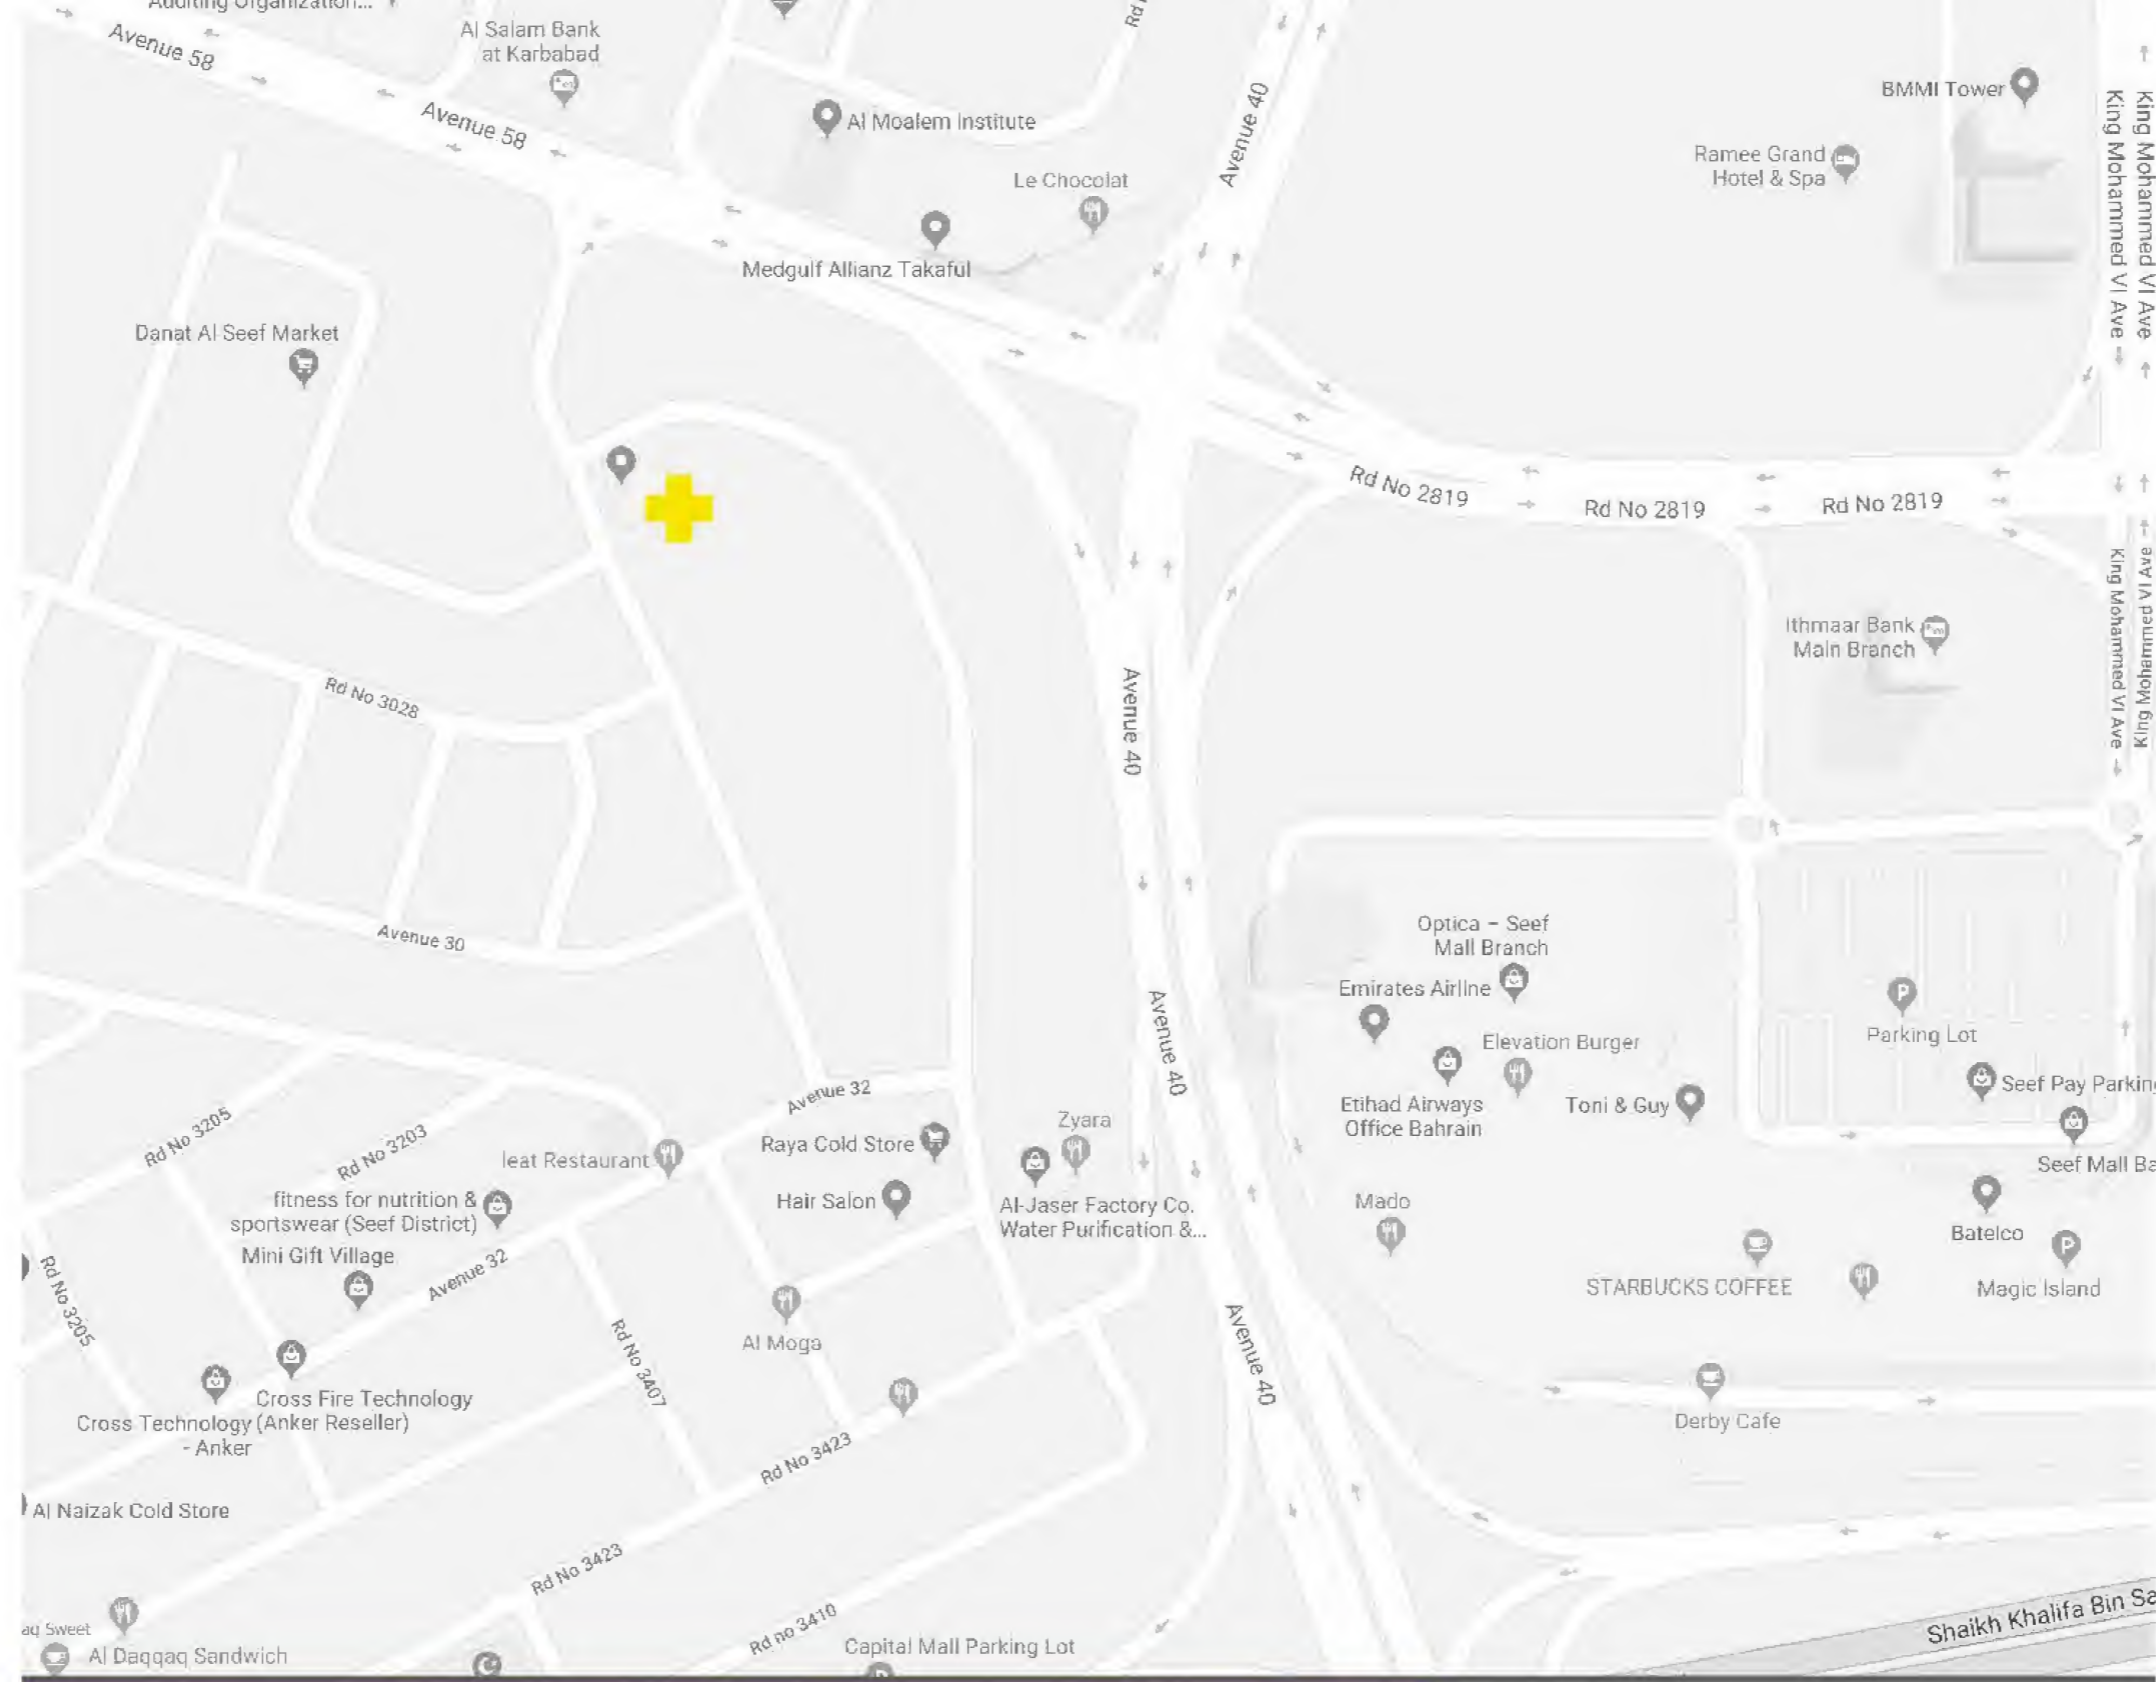 Avenue 58
Al Salam Bank
at Karbabad
Avenue 58
Al Moalem Institute
Le Chocolat
Medgulf Allianz Takaful
Avenue 40
BMMI Tower
Ramee Grand
Hotel & Spa
King Mohammed VI Ave
King Mohammed VI Ave
Danat Al Seef Market
Rd No 2819
Rd No 2819
Rd No 2819
King Mohammed VI Ave
King Mohammed VI Ave
Ithmaar Bank
Main Branch
Rd No 3028
Avenue 40
Avenue 30
Optica – Seef
Mall Branch
Emirates Airline
Elevation Burger
Etihad Airways
Office Bahrain
Toni & Guy
Parking Lot
Seef Pay
Seef Mall
Avenue 40
Avenue 32
Rd No 3205
Rd No 3203
Ieat Restaurant
Raya Cold Store
Zyara
Hair Salon
Al-Jaser Factory Co.
Water Purification &...
fitness for nutrition &
sportswear (Seef District)
Mini Gift Village
Avenue 32
Rd No 3205
Mado
Batelco
STARBUCKS COFFEE
Magic Island
Al Moga
Rd No 3407
Avenue 40
Cross Fire Technology
(Anker Reseller)
Cross Technology
- Anker
Derby Cafe
Rd No 3423
Al Naizak Cold Store
Rd No 3423
Rd no 3410
Sweet
Al Daqqaq Sandwich
Capital Mall Parking Lot
Shaikh Khalifa Bin